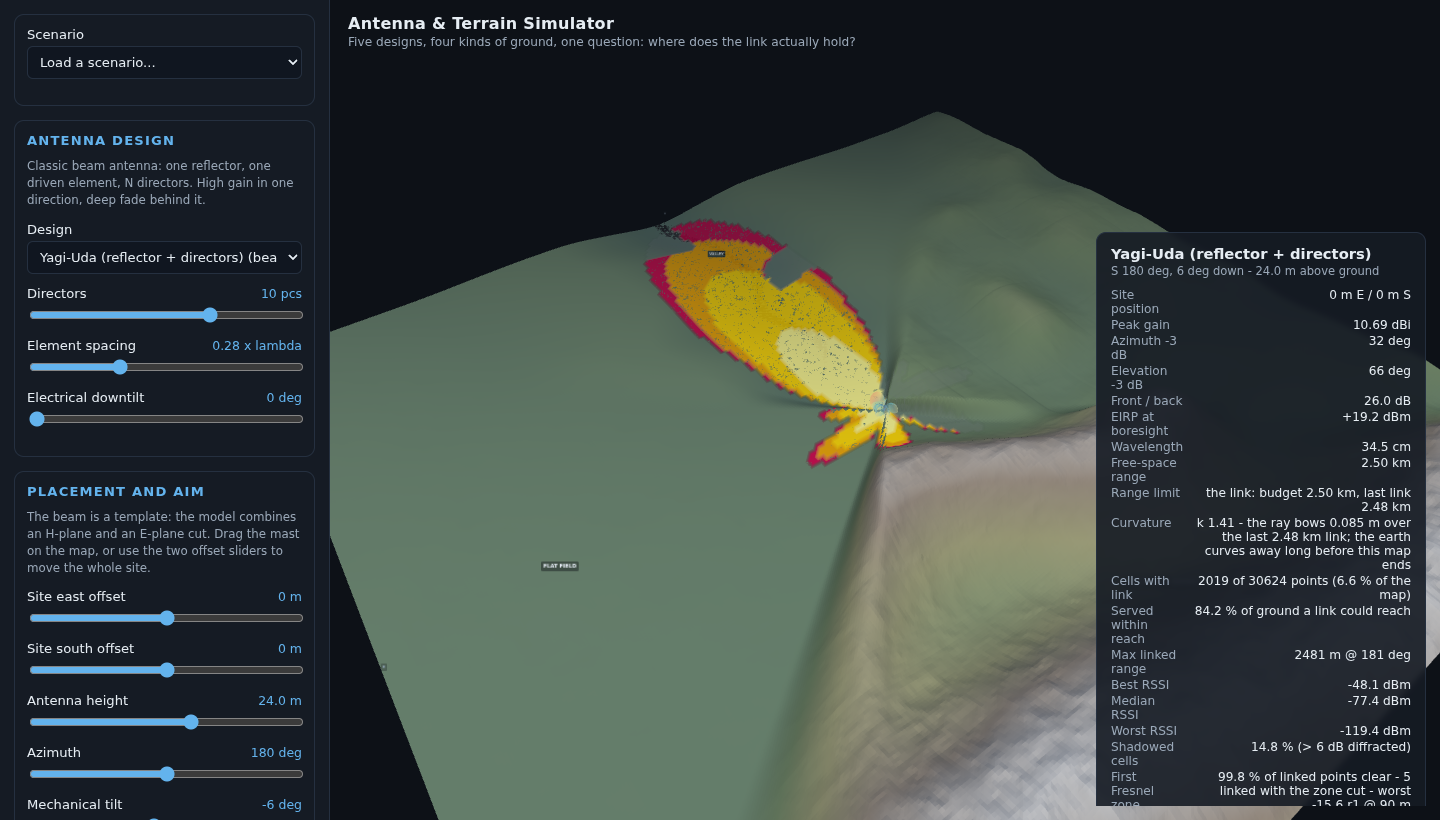 Scenario
Load a scenario...
ANTENNA DESIGN
Classic beam antenna: one reflector, one
driven element, N directors. High gain in one
direction, deep fade behind it.
Design
Yagi-Uda (reflector + directors) (bea
Directors 10 pcs
Element spacing 0.28 x lambda
Electrical downtilt 0 deg
PLACEMENT AND AIM
The beam is a template: the model combines
an H-plane and an E-plane cut. Drag the mast
on the map, or use the two offset sliders to
move the whole site.
Site east offset 0 m
Site south offset 0 m
Antenna height 24.0 m
Azimuth 180 deg
Mechanical tilt -6 deg
Antenna & Terrain Simulator
Five designs, four kinds of ground, one question: where does the link actually hold?
VALLEY
FLAT FIELD
Yagi-Uda (reflector + directors)
S 180 deg, 6 deg down - 24.0 m above ground
Site position 0 m E / 0 m S
Peak gain 10.69 dBi
Azimuth -3 dB 32 deg
Elevation -3 dB 66 deg
Front / back 26.0 dB
EIRP at boresight +19.2 dBm
Wavelength 34.5 cm
Free-space range 2.50 km
Range limit the link: budget 2.50 km, last link
2.48 km
Curvature k 1.41 - the ray bows 0.085 m over
the last 2.48 km link; the earth
curves away long before this map
ends
Cells with link 2019 of 30624 points (6.6 % of the
map)
Served within reach 84.2 % of ground a link could reach
Max linked range 2481 m @ 181 deg
Best RSSI -48.1 dBm
Median RSSI -77.4 dBm
Worst RSSI -119.4 dBm
Shadowed cells 14.8 % (> 6 dB diffracted)
First Fresnel zone 99.8 % of linked points clear - 5
linked with the zone cut - worst
-15.6 r1 @ 90 m